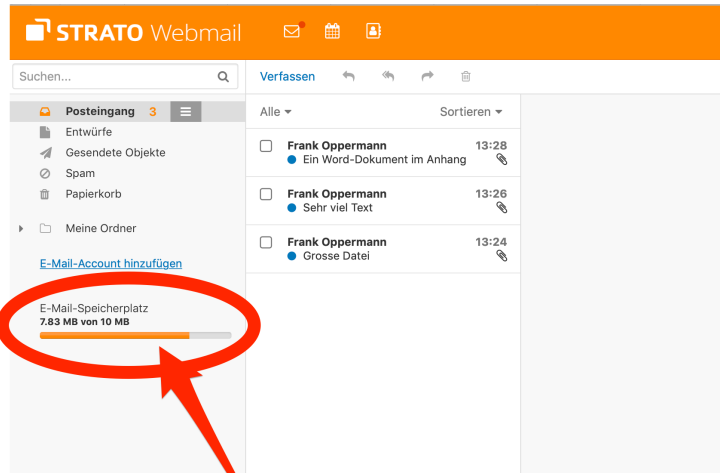 STRATO Webmail
Suchen...
Verfassen
Posteingang 3
Entwürfe
Gesendete Objekte
Spam
Papierkorb
Meine Ordner
E-Mail-Account hinzufügen
E-Mail-Speicherplatz
7.83 MB von 10 MB
Alle
Sortieren
Frank Oppermann 13:28
Ein Word-Dokument im Anhang
Frank Oppermann 13:26
Sehr viel Text
Frank Oppermann 13:24
Grosse Datei